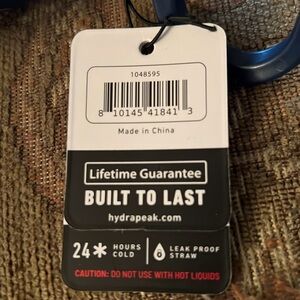 1048595
8 10145 41841 3
Made in China
Lifetime Guarantee
BUILT TO LAST
hydrapeak.com
24* HOURS COLD
LEAK PROOF STRAW
CAUTION: DO NOT USE WITH HOT LIQUIDS